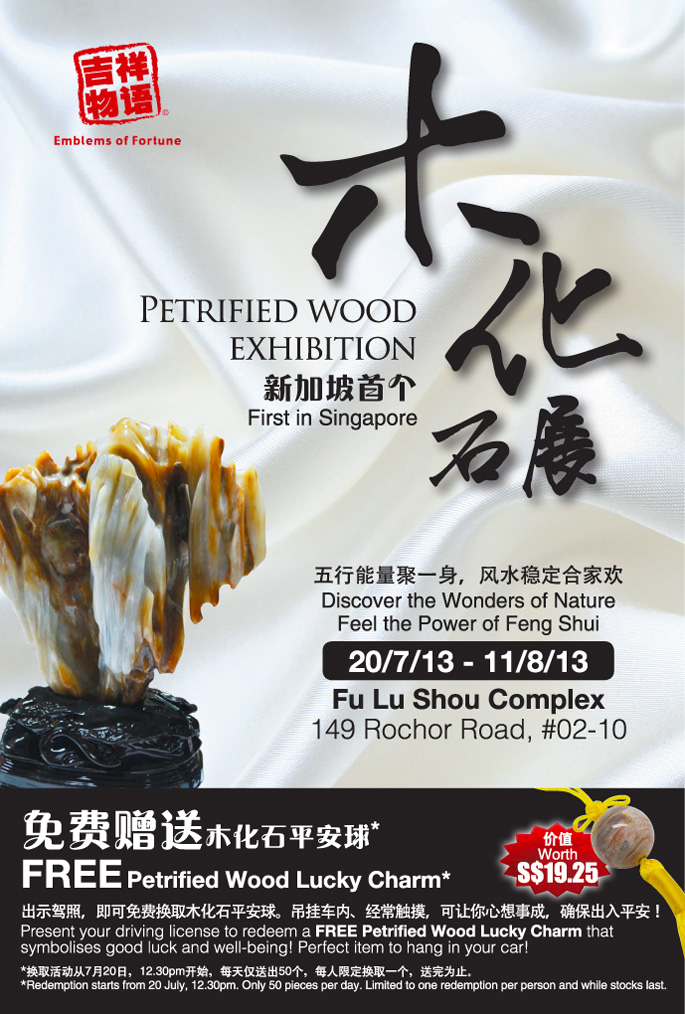 吉祥
物语®
Emblems of Fortune
木
化
石展
PETRIFIED WOOD
EXHIBITION
新加坡首个
First in Singapore
五行能量聚一身，风水稳定合家欢
Discover the Wonders of Nature
Feel the Power of Feng Shui
20/7/13 - 11/8/13
Fu Lu Shou Complex
149 Rochor Road, #02-10
免费赠送木化石平安球*
FREE Petrified Wood Lucky Charm*
价值
Worth
S$19.25
出示驾照，即可免费换取木化石平安球。吊挂车内、经常触摸，可让你心想事成，确保出入平安！
Present your driving license to redeem a FREE Petrified Wood Lucky Charm that
symbolises good luck and well-being! Perfect item to hang in your car!
*换取活动从7月20日，12.30pm开始，每天仅送出50个，每人限定换取一个，送完为止。
*Redemption starts from 20 July, 12.30pm. Only 50 pieces per day. Limited to one redemption per person and while stocks last.